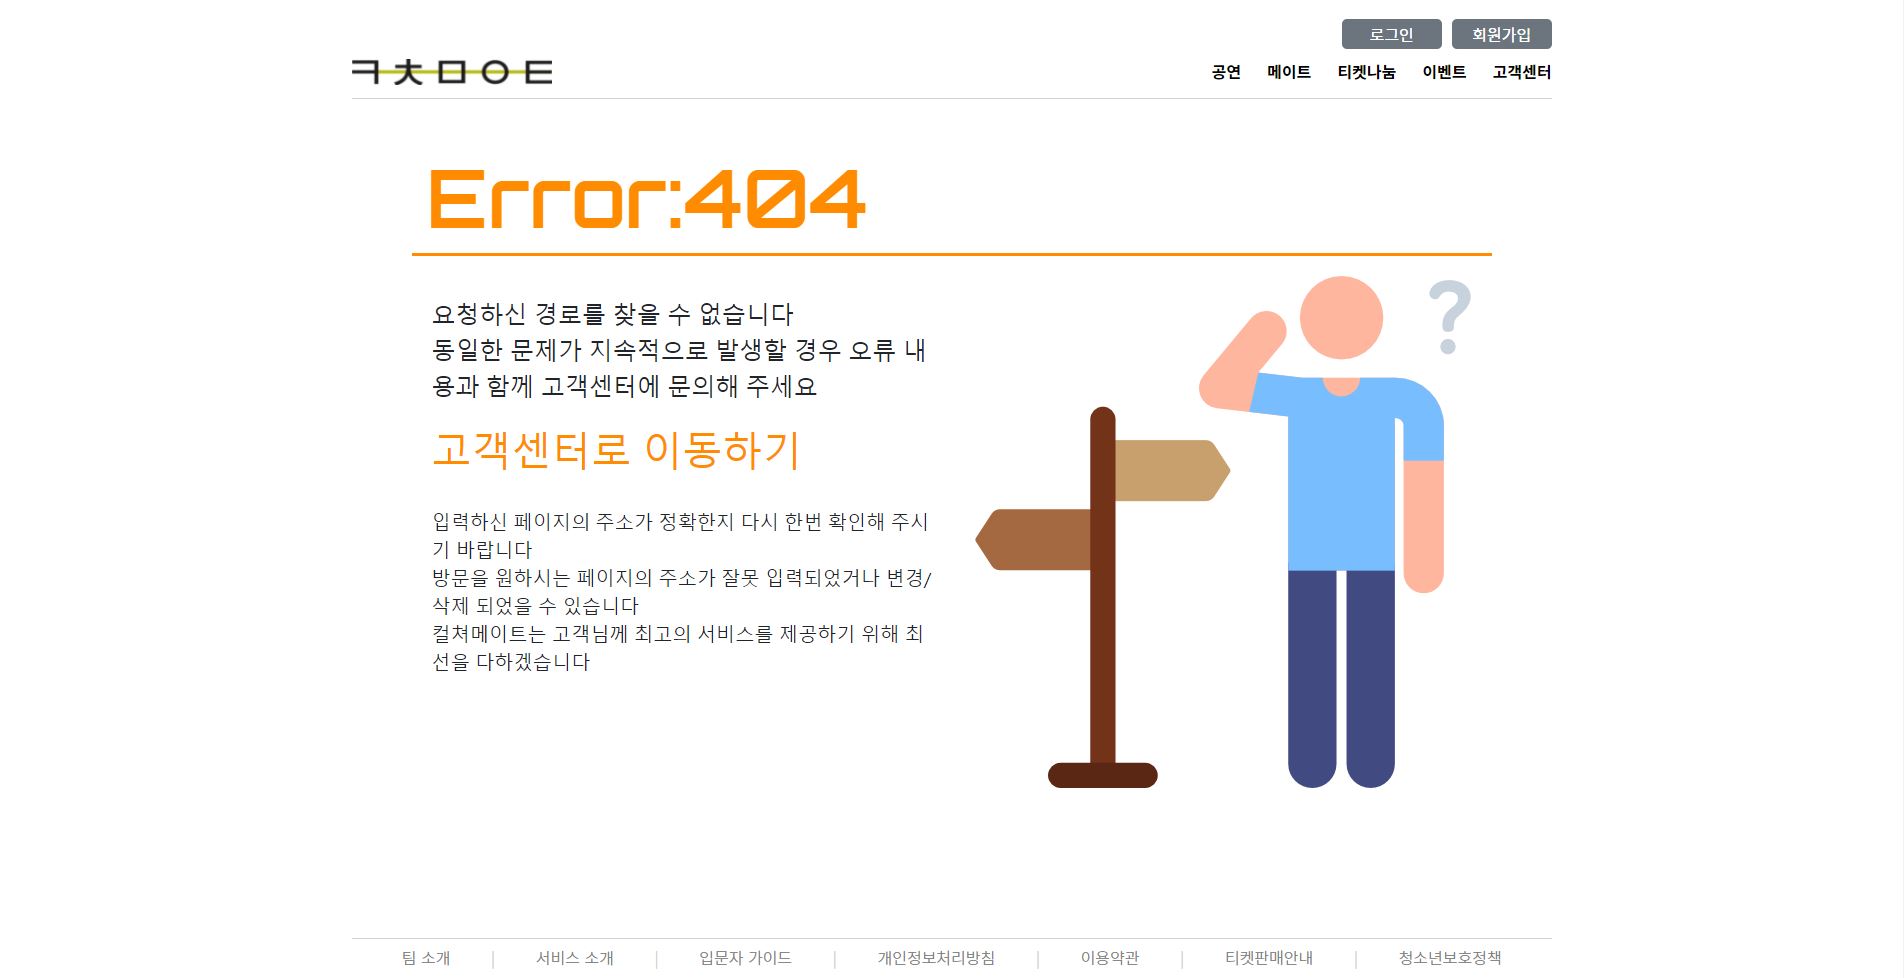 로그인 회원가입
ㅋㅊㅁㅇㅌ
공연 메이트 티켓나눔 이벤트 고객센터
Error:404
?
요청하신 경로를 찾을 수 없습니다
동일한 문제가 지속적으로 발생할 경우 오류 내
용과 함께 고객센터에 문의해 주세요
고객센터로 이동하기
입력하신 페이지의 주소가 정확한지 다시 한번 확인해 주시
기 바랍니다
방문을 원하시는 페이지의 주소가 잘못 입력되었거나 변경/
삭제 되었을 수 있습니다
컬쳐메이트는 고객님께 최고의 서비스를 제공하기 위해 최
선을 다하겠습니다
팀 소개 | 서비스 소개 | 입문자 가이드 | 개인정보처리방침 | 이용약관 | 티켓판매안내 | 청소년보호정책